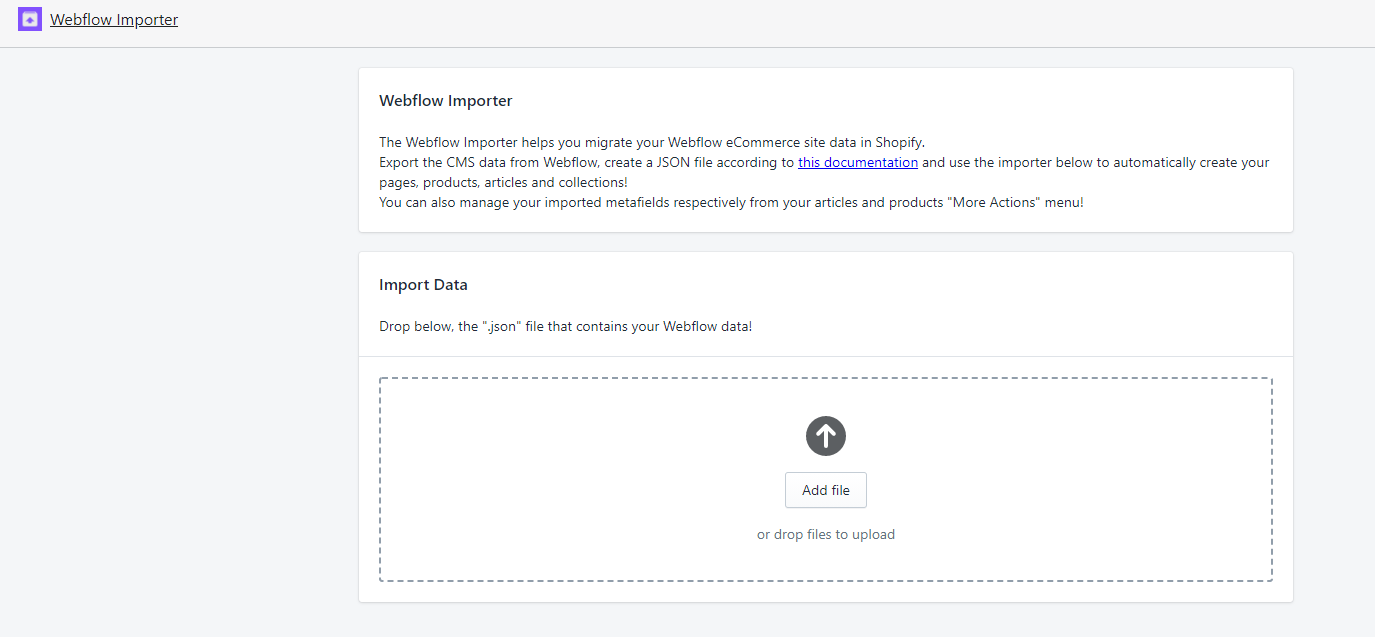 Webflow Importer
Webflow Importer
The Webflow Importer helps you migrate your Webflow eCommerce site data in Shopify.
Export the CMS data from Webflow, create a JSON file according to this documentation and use the importer below to automatically create your
pages, products, articles and collections!
You can also manage your imported metafields respectively from your articles and products "More Actions" menu!
Import Data
Drop below, the ".json" file that contains your Webflow data!
Add file
or drop files to upload